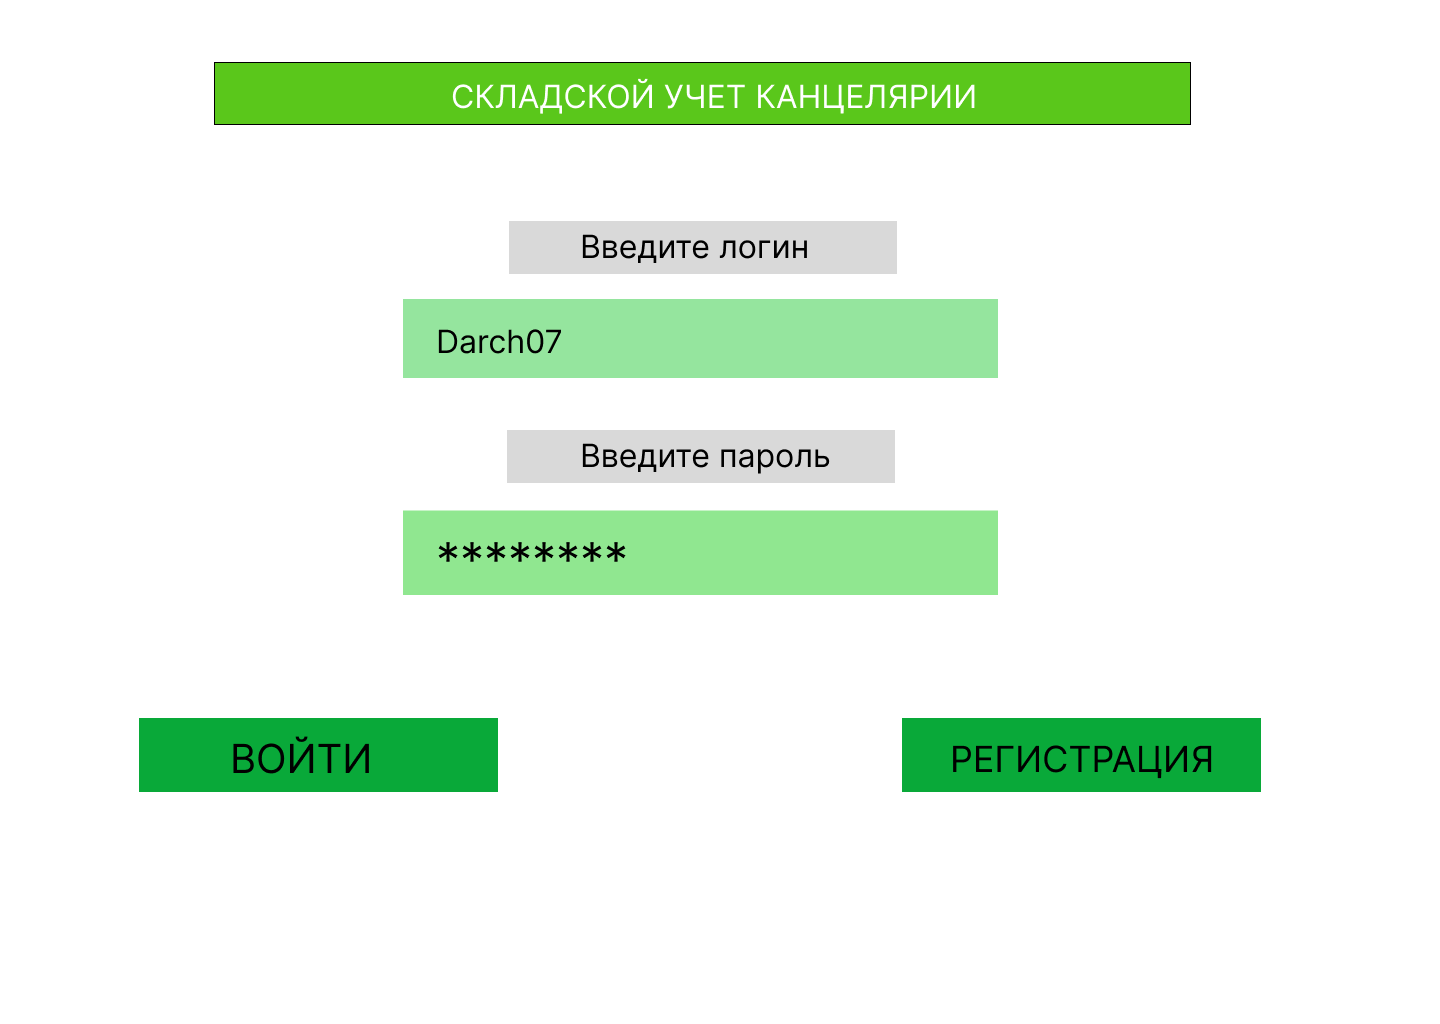 СКЛАДСКОЙ УЧЕТ КАНЦЕЛЯРИИ
Введите логин
Darch07
Введите пароль
********
ВОЙТИ
РЕГИСТРАЦИЯ